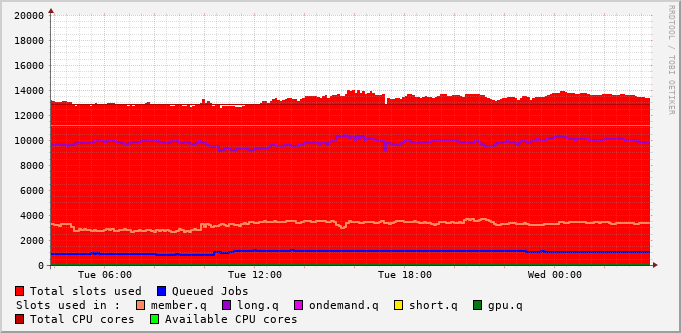 20000
18000
16000
14000
12000
10000
8000
6000
4000
2000
0
Tue 06:00 Tue 12:00 Tue 18:00 Wed 00:00
RRDTOOL / TOBI OETIKER
Total slots used Queued Jobs
Slots used in : member.q long.q ondemand.q short.q gpu.q
Total CPU cores Available CPU cores